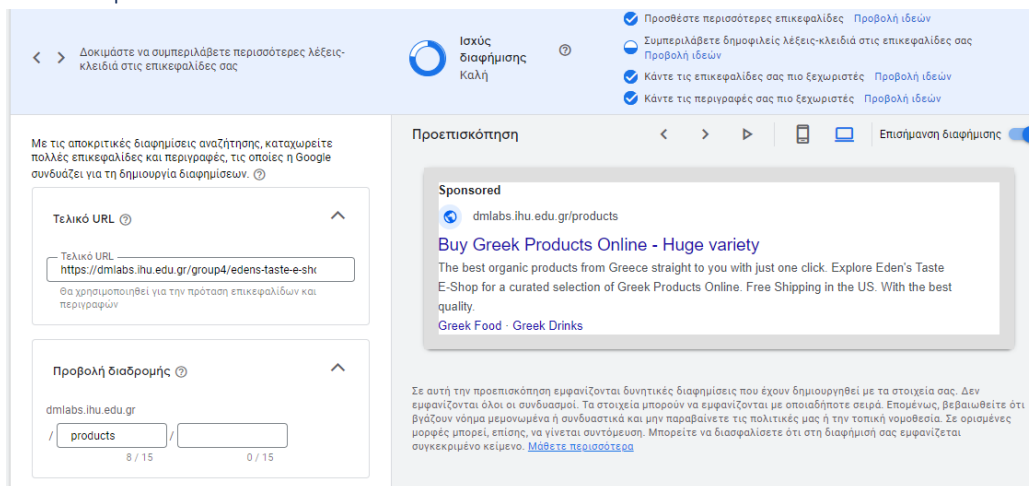 Δοκιμάστε να συμπεριλάβετε περισσότερες λέξεις-
κλειδιά στις επικεφαλίδες σας
Ισχύς
διαφήμισης
Καλή
Προσθέστε περισσότερες επικεφαλίδες Προβολή ιδεών
Συμπεριλάβετε δημοφιλείς λέξεις-κλειδιά στις επικεφαλίδες σας
Προβολή ιδεών
Κάντε τις επικεφαλίδες σας πιο ξεχωριστές Προβολή ιδεών
Κάντε τις περιγραφές σας πιο ξεχωριστές Προβολή ιδεών
Με τις αποκριτικές διαφημίσεις αναζήτησης, καταχωρείτε
πολλές επικεφαλίδες και περιγραφές, τις οποίες η Google
συνδυάζει για τη δημιουργία διαφημίσεων.
Τελικό URL
Τελικό URL
https://dmlabs.ihu.edu.gr/group4/edens-taste-e-sho
Θα χρησιμοποιηθεί για την πρόταση επικεφαλίδων και
περιγραφών
Προβολή διαδρομής
dmlabs.ihu.edu.gr
/ products /
8 / 15 0 / 15
Προεπισκόπηση
Επισήμανση διαφήμισης
Sponsored
dmlabs.ihu.edu.gr/products
Buy Greek Products Online - Huge variety
The best organic products from Greece straight to you with just one click. Explore Eden's Taste
E-Shop for a curated selection of Greek Products Online. Free Shipping in the US. With the best
quality.
Greek Food · Greek Drinks
Σε αυτή την προεπισκόπηση εμφανίζονται δυνητικές διαφημίσεις που έχουν δημιουργηθεί με τα στοιχεία σας. Δεν
εμφανίζονται όλοι οι συνδυασμοί. Τα στοιχεία μπορούν να εμφανίζονται με οποιαδήποτε σειρά. Επομένως, βεβαιωθείτε ότι
βγάζουν νόημα μεμονωμένα ή συνδυαστικά και μην παραβαίνετε τις πολιτικές μας ή την τοπική νομοθεσία. Σε ορισμένες
μορφές μπορεί, επίσης, να γίνεται συντόμευση. Μπορείτε να διασφαλίσετε ότι στη διαφήμισή σας εμφανίζεται
συγκεκριμένο κείμενο. Μάθετε περισσότερα